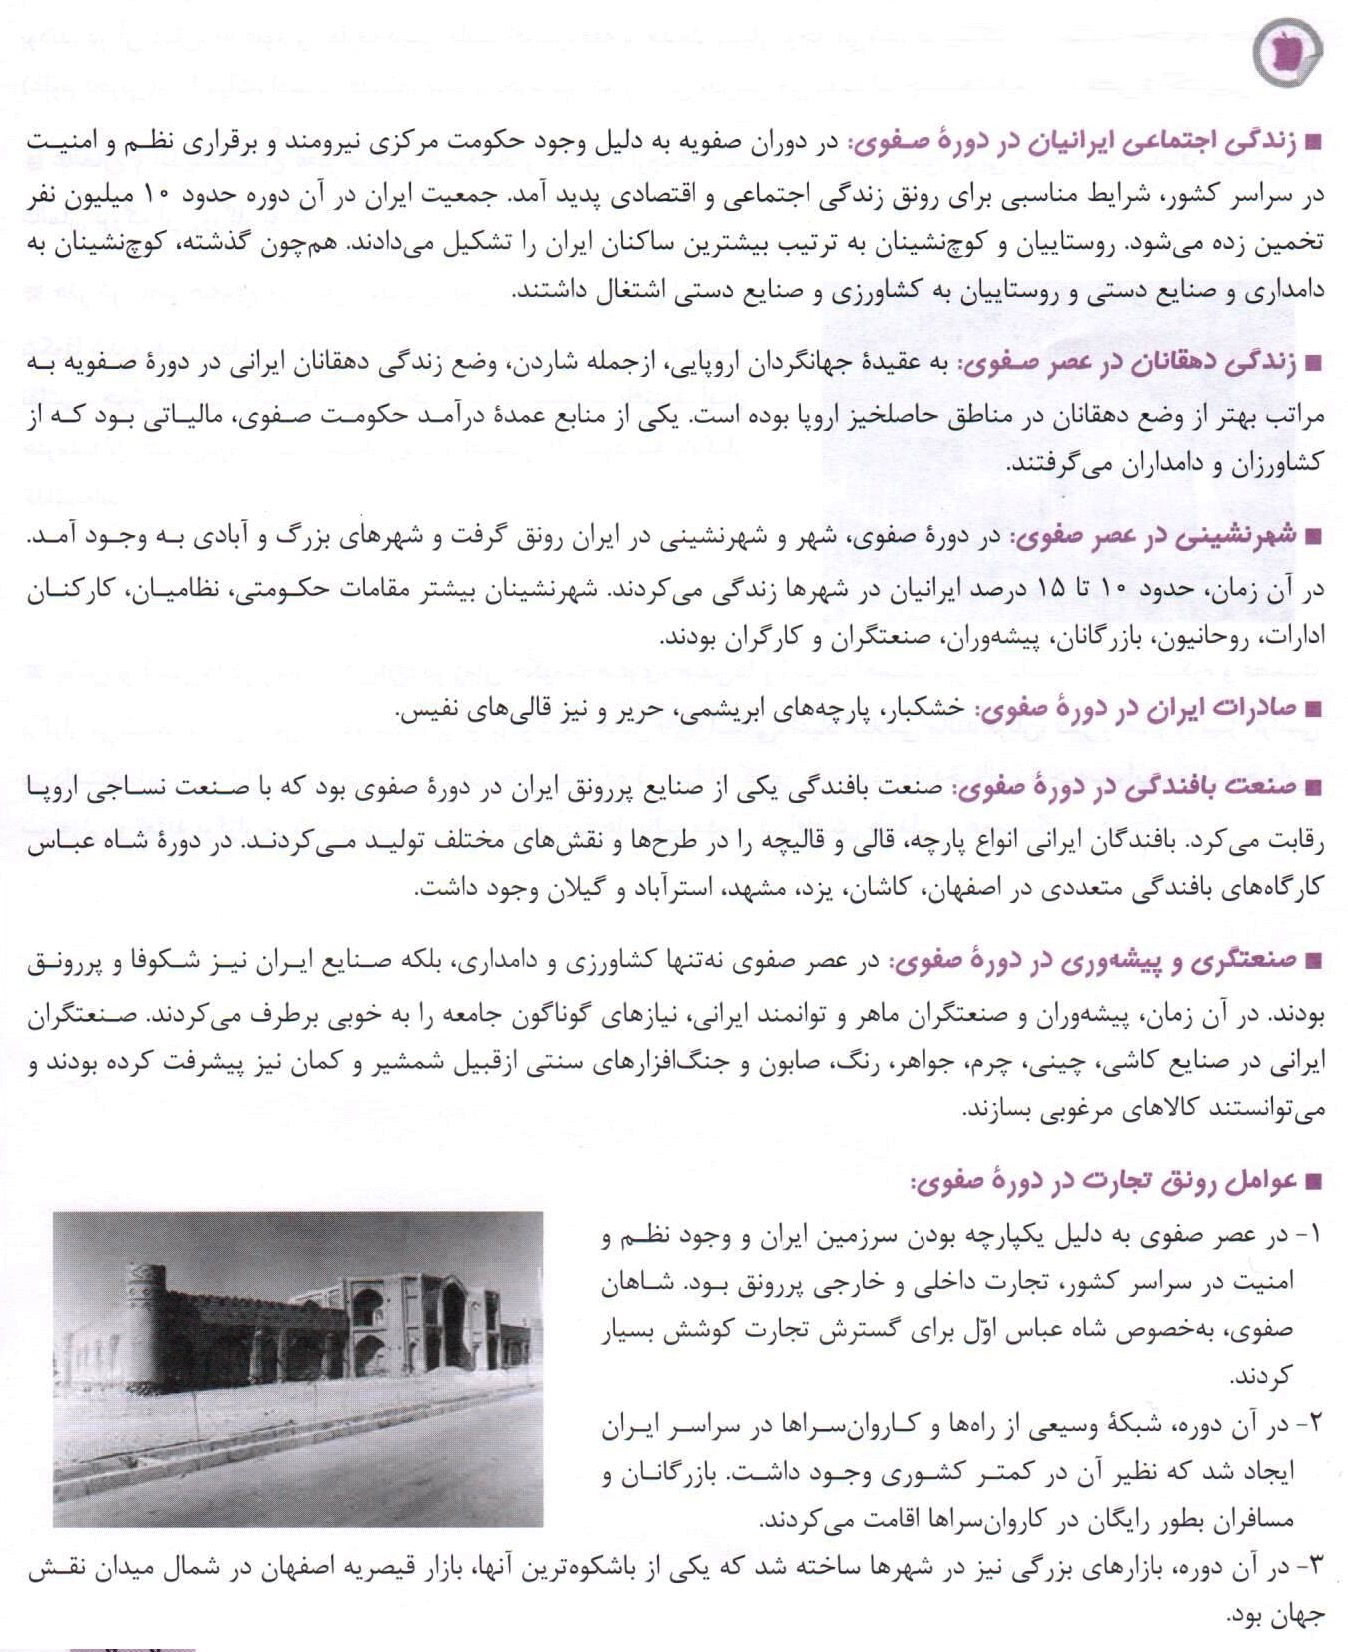 ■ زندگی اجتماعی ایرانیان در دورهٔ صفوی: در دوران صفویه به دلیل وجود حکومت مرکزی نیرومند و برقراری نظم و امنیت
در سراسر کشور، شرایط مناسبی برای رونق زندگی اجتماعی و اقتصادی پدید آمد. جمعیت ایران در آن دوره حدود ۱۰ میلیون نفر
تخمین زده می‌شود. روستاییان و کوچ‌نشینان به ترتیب بیشترین ساکنان ایران را تشکیل می‌دادند. هم‌چون گذشته، کوچ‌نشینان به
دامداری و صنایع دستی و روستاییان به کشاورزی و صنایع دستی اشتغال داشتند.
■ زندگی دهقانان در عصر صفوی: به عقیدهٔ جهانگردان اروپایی، ازجمله شاردن، وضع زندگی دهقانان ایرانی در دورهٔ صفویه به
مراتب بهتر از وضع دهقانان در مناطق حاصلخیز اروپا بوده است. یکی از منابع عمدهٔ درآمد حکومت صفوی، مالیاتی بود که از
کشاورزان و دامداران می‌گرفتند.
■ شهرنشینی در عصر صفوی: در دورهٔ صفوی، شهر و شهرنشینی در ایران رونق گرفت و شهرهای بزرگ و آبادی به وجود آمد.
در آن زمان، حدود ۱۰ تا ۱۵ درصد ایرانیان در شهرها زندگی می‌کردند. شهرنشینان بیشتر مقامات حکومتی، نظامیان، کارکنان
ادارات، روحانیون، بازرگانان، پیشه‌وران، صنعتگران و کارگران بودند.
■ صادرات ایران در دورهٔ صفوی: خشکبار، پارچه‌های ابریشمی، حریر و نیز قالی‌های نفیس.
■ صنعت بافندگی در دورهٔ صفوی: صنعت بافندگی یکی از صنایع پررونق ایران در دورهٔ صفوی بود که با صنعت نساجی اروپا
رقابت می‌کرد. بافندگان ایرانی انواع پارچه، قالی و قالیچه را در طرح‌ها و نقش‌های مختلف تولید می‌کردند. در دورهٔ شاه عباس
کارگاه‌های بافندگی متعددی در اصفهان، کاشان، یزد، مشهد، استرآباد و گیلان وجود داشت.
■ صنعتگری و پیشه‌وری در دورهٔ صفوی: در عصر صفوی نه‌تنها کشاورزی و دامداری، بلکه صنایع ایران نیز شکوفا و پررونق
بودند. در آن زمان، پیشه‌وران و صنعتگران ماهر و توانمند ایرانی، نیازهای گوناگون جامعه را به خوبی برطرف می‌کردند. صنعتگران
ایرانی در صنایع کاشی، چینی، چرم، جواهر، رنگ، صابون و جنگ‌افزارهای سنتی ازقبیل شمشیر و کمان نیز پیشرفت کرده بودند و
می‌توانستند کالاهای مرغوبی بسازند.
■ عوامل رونق تجارت در دورهٔ صفوی:
۱- در عصر صفوی به دلیل یکپارچه بودن سرزمین ایران و وجود نظم و
امنیت در سراسر کشور، تجارت داخلی و خارجی پررونق بود. شاهان
صفوی، به‌خصوص شاه عباس اوّل برای گسترش تجارت کوشش بسیار
کردند.
۲- در آن دوره، شبکهٔ وسیعی از راه‌ها و کاروان‌سراها در سراسر ایران
ایجاد شد که نظیر آن در کمتر کشوری وجود داشت. بازرگانان و
مسافران بطور رایگان در کاروان‌سراها اقامت می‌کردند.
۳- در آن دوره، بازارهای بزرگی نیز در شهرها ساخته شد که یکی از باشکوه‌ترین آنها، بازار قیصریه اصفهان در شمال میدان نقش
جهان بود.